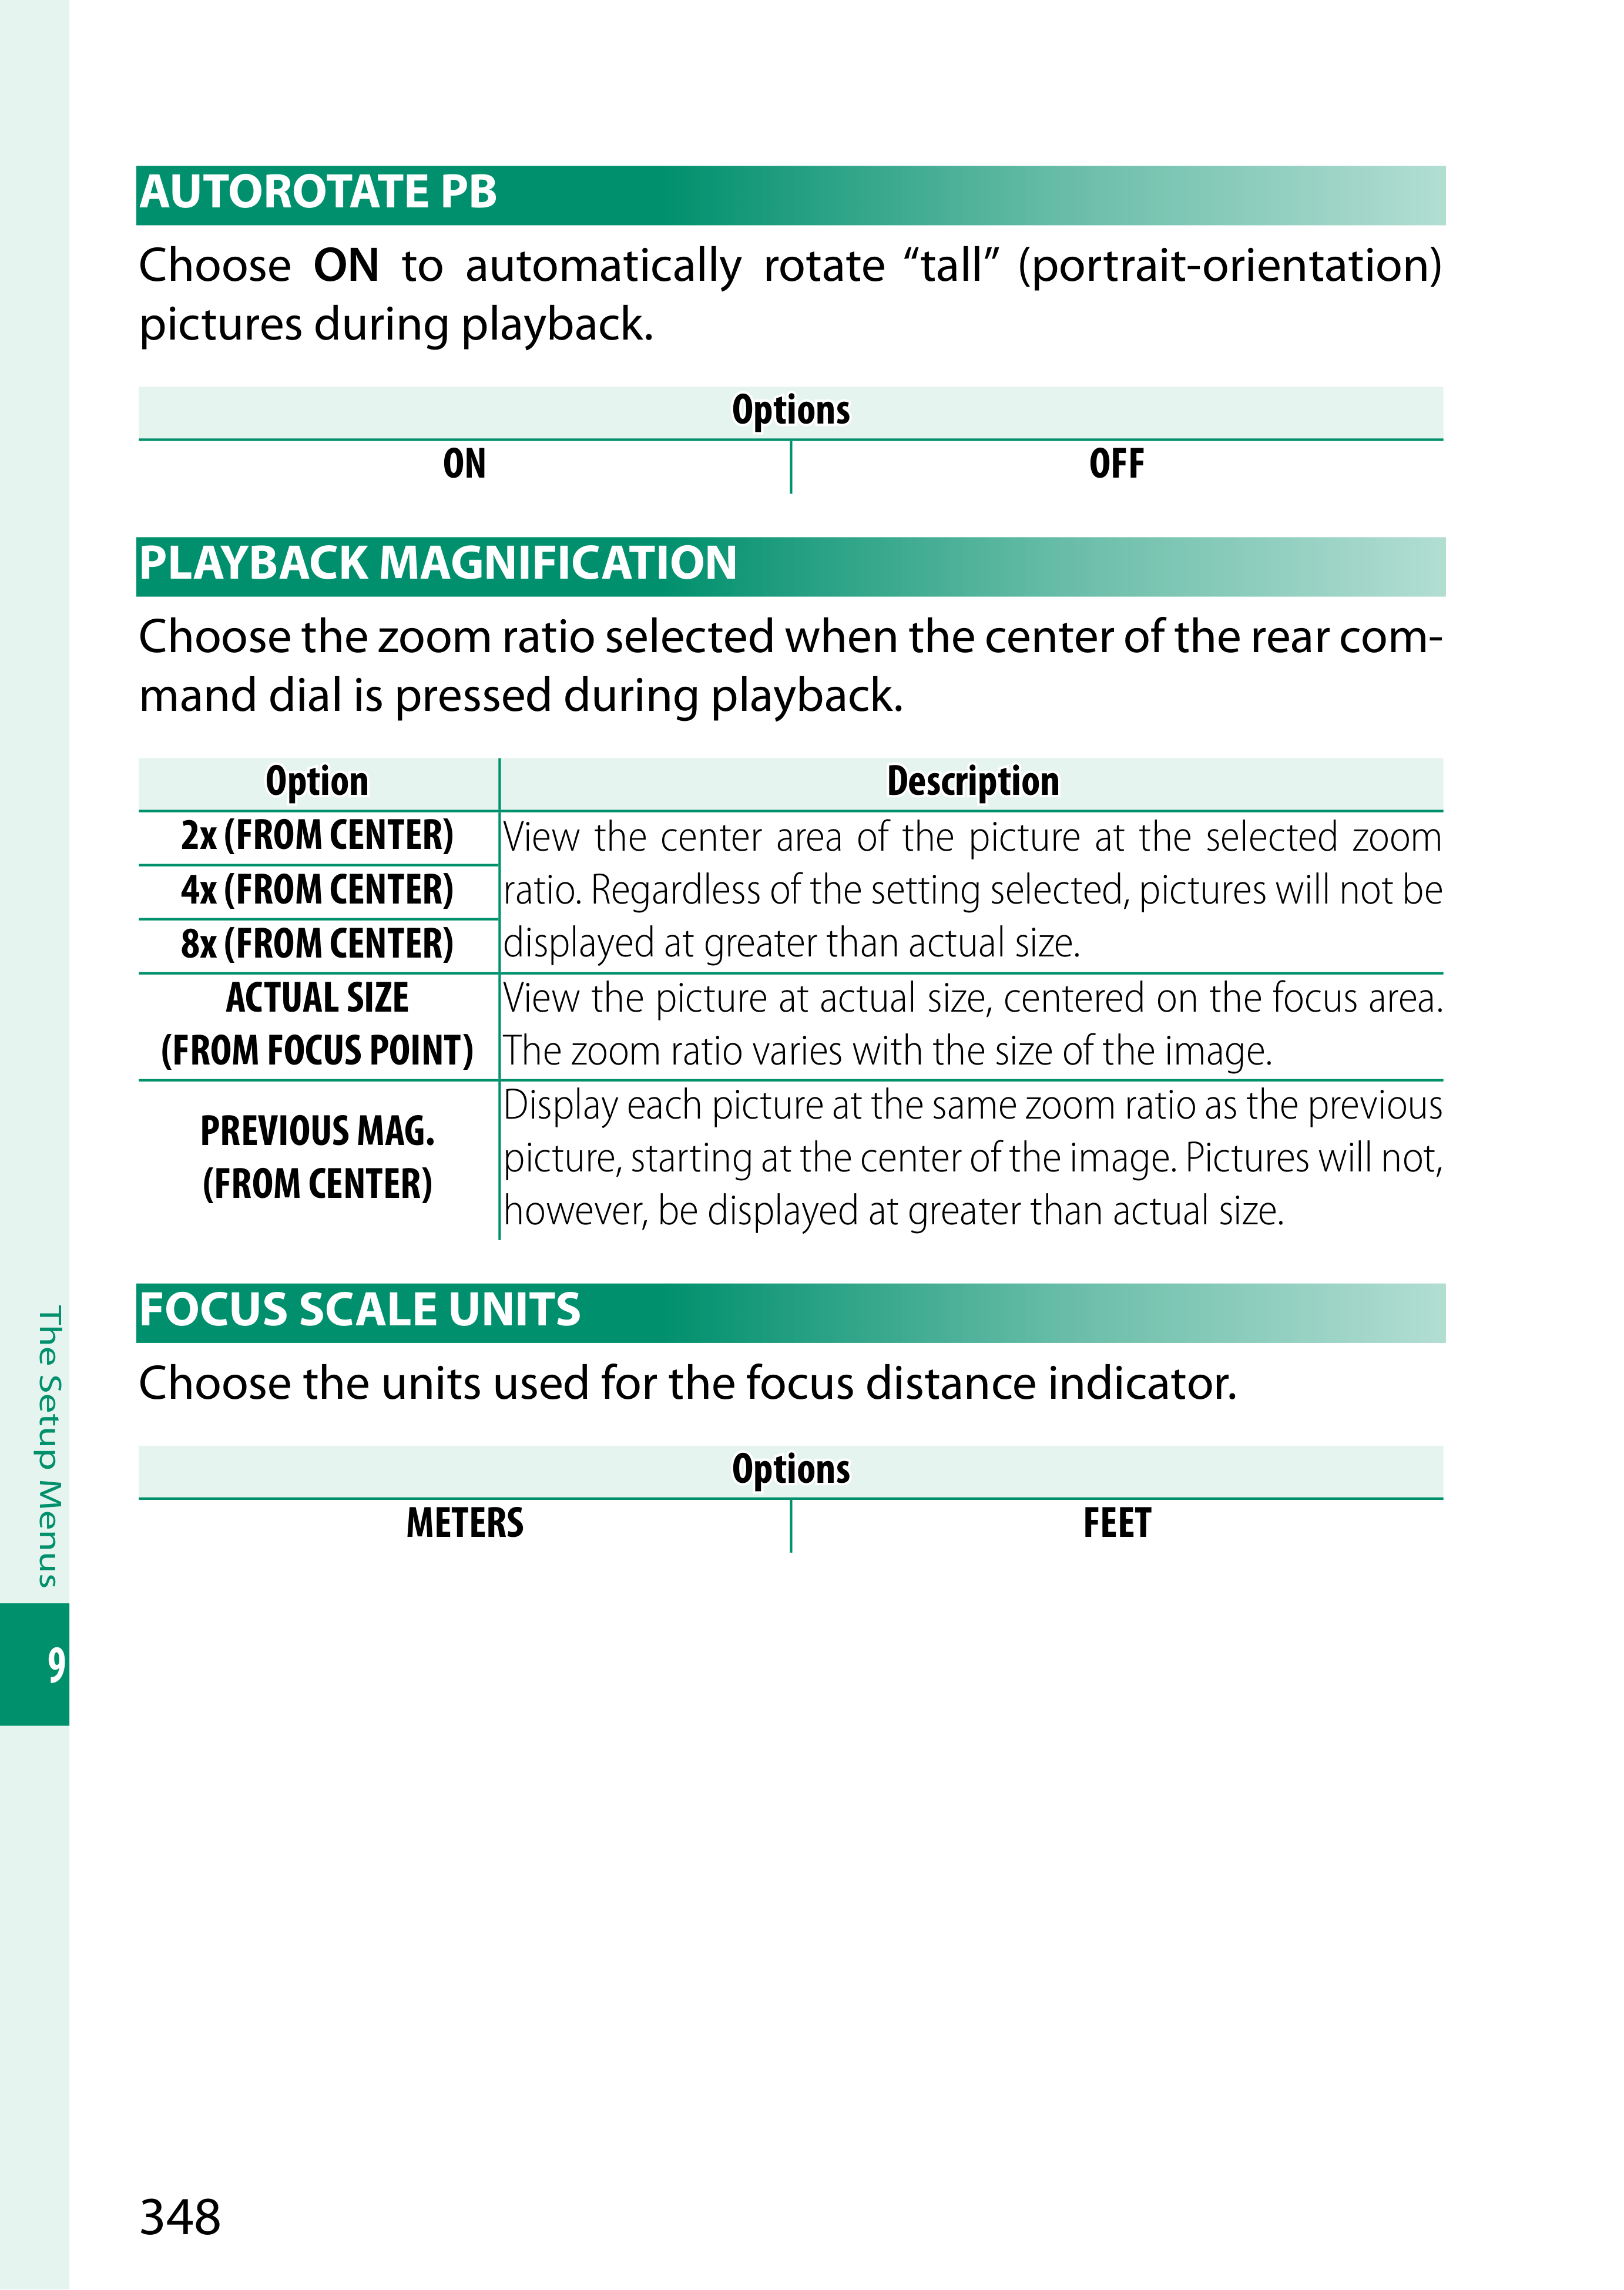 AUTOROTATE PB
Choose ON to automatically rotate “tall” (portrait-orientation)
pictures during playback.
Options
ON OFF
PLAYBACK MAGNIFICATION
Choose the zoom ratio selected when the center of the rear com-
mand dial is pressed during playback.
Option Description
2x (FROM CENTER)
4x (FROM CENTER)
8x (FROM CENTER)
View the center area of the picture at the selected zoom
ratio. Regardless of the setting selected, pictures will not be
displayed at greater than actual size.
ACTUAL SIZE
(FROM FOCUS POINT)
View the picture at actual size, centered on the focus area.
The zoom ratio varies with the size of the image.
PREVIOUS MAG.
(FROM CENTER)
Display each picture at the same zoom ratio as the previous
picture, starting at the center of the image. Pictures will not,
however, be displayed at greater than actual size.
FOCUS SCALE UNITS
Choose the units used for the focus distance indicator.
Options
METERS FEET
The Setup Menus
9
348